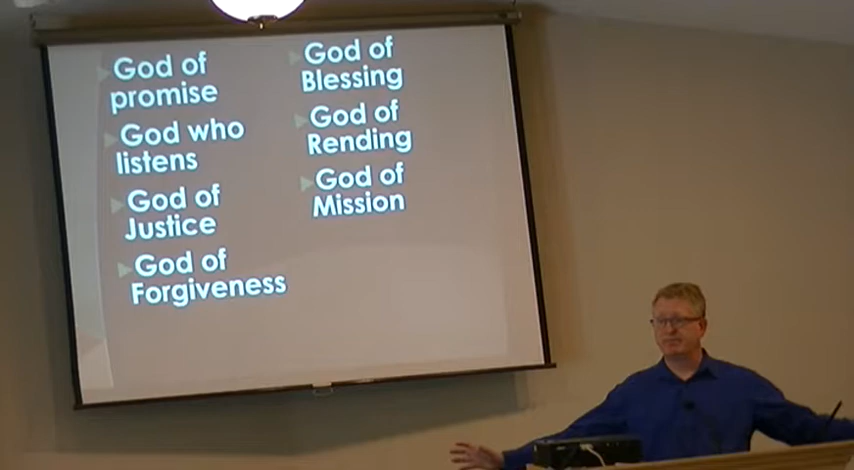 God of
promise
God who
listens
God of
Justice
God of
Forgiveness
God of
Blessing
God of
Rending
God of
Mission